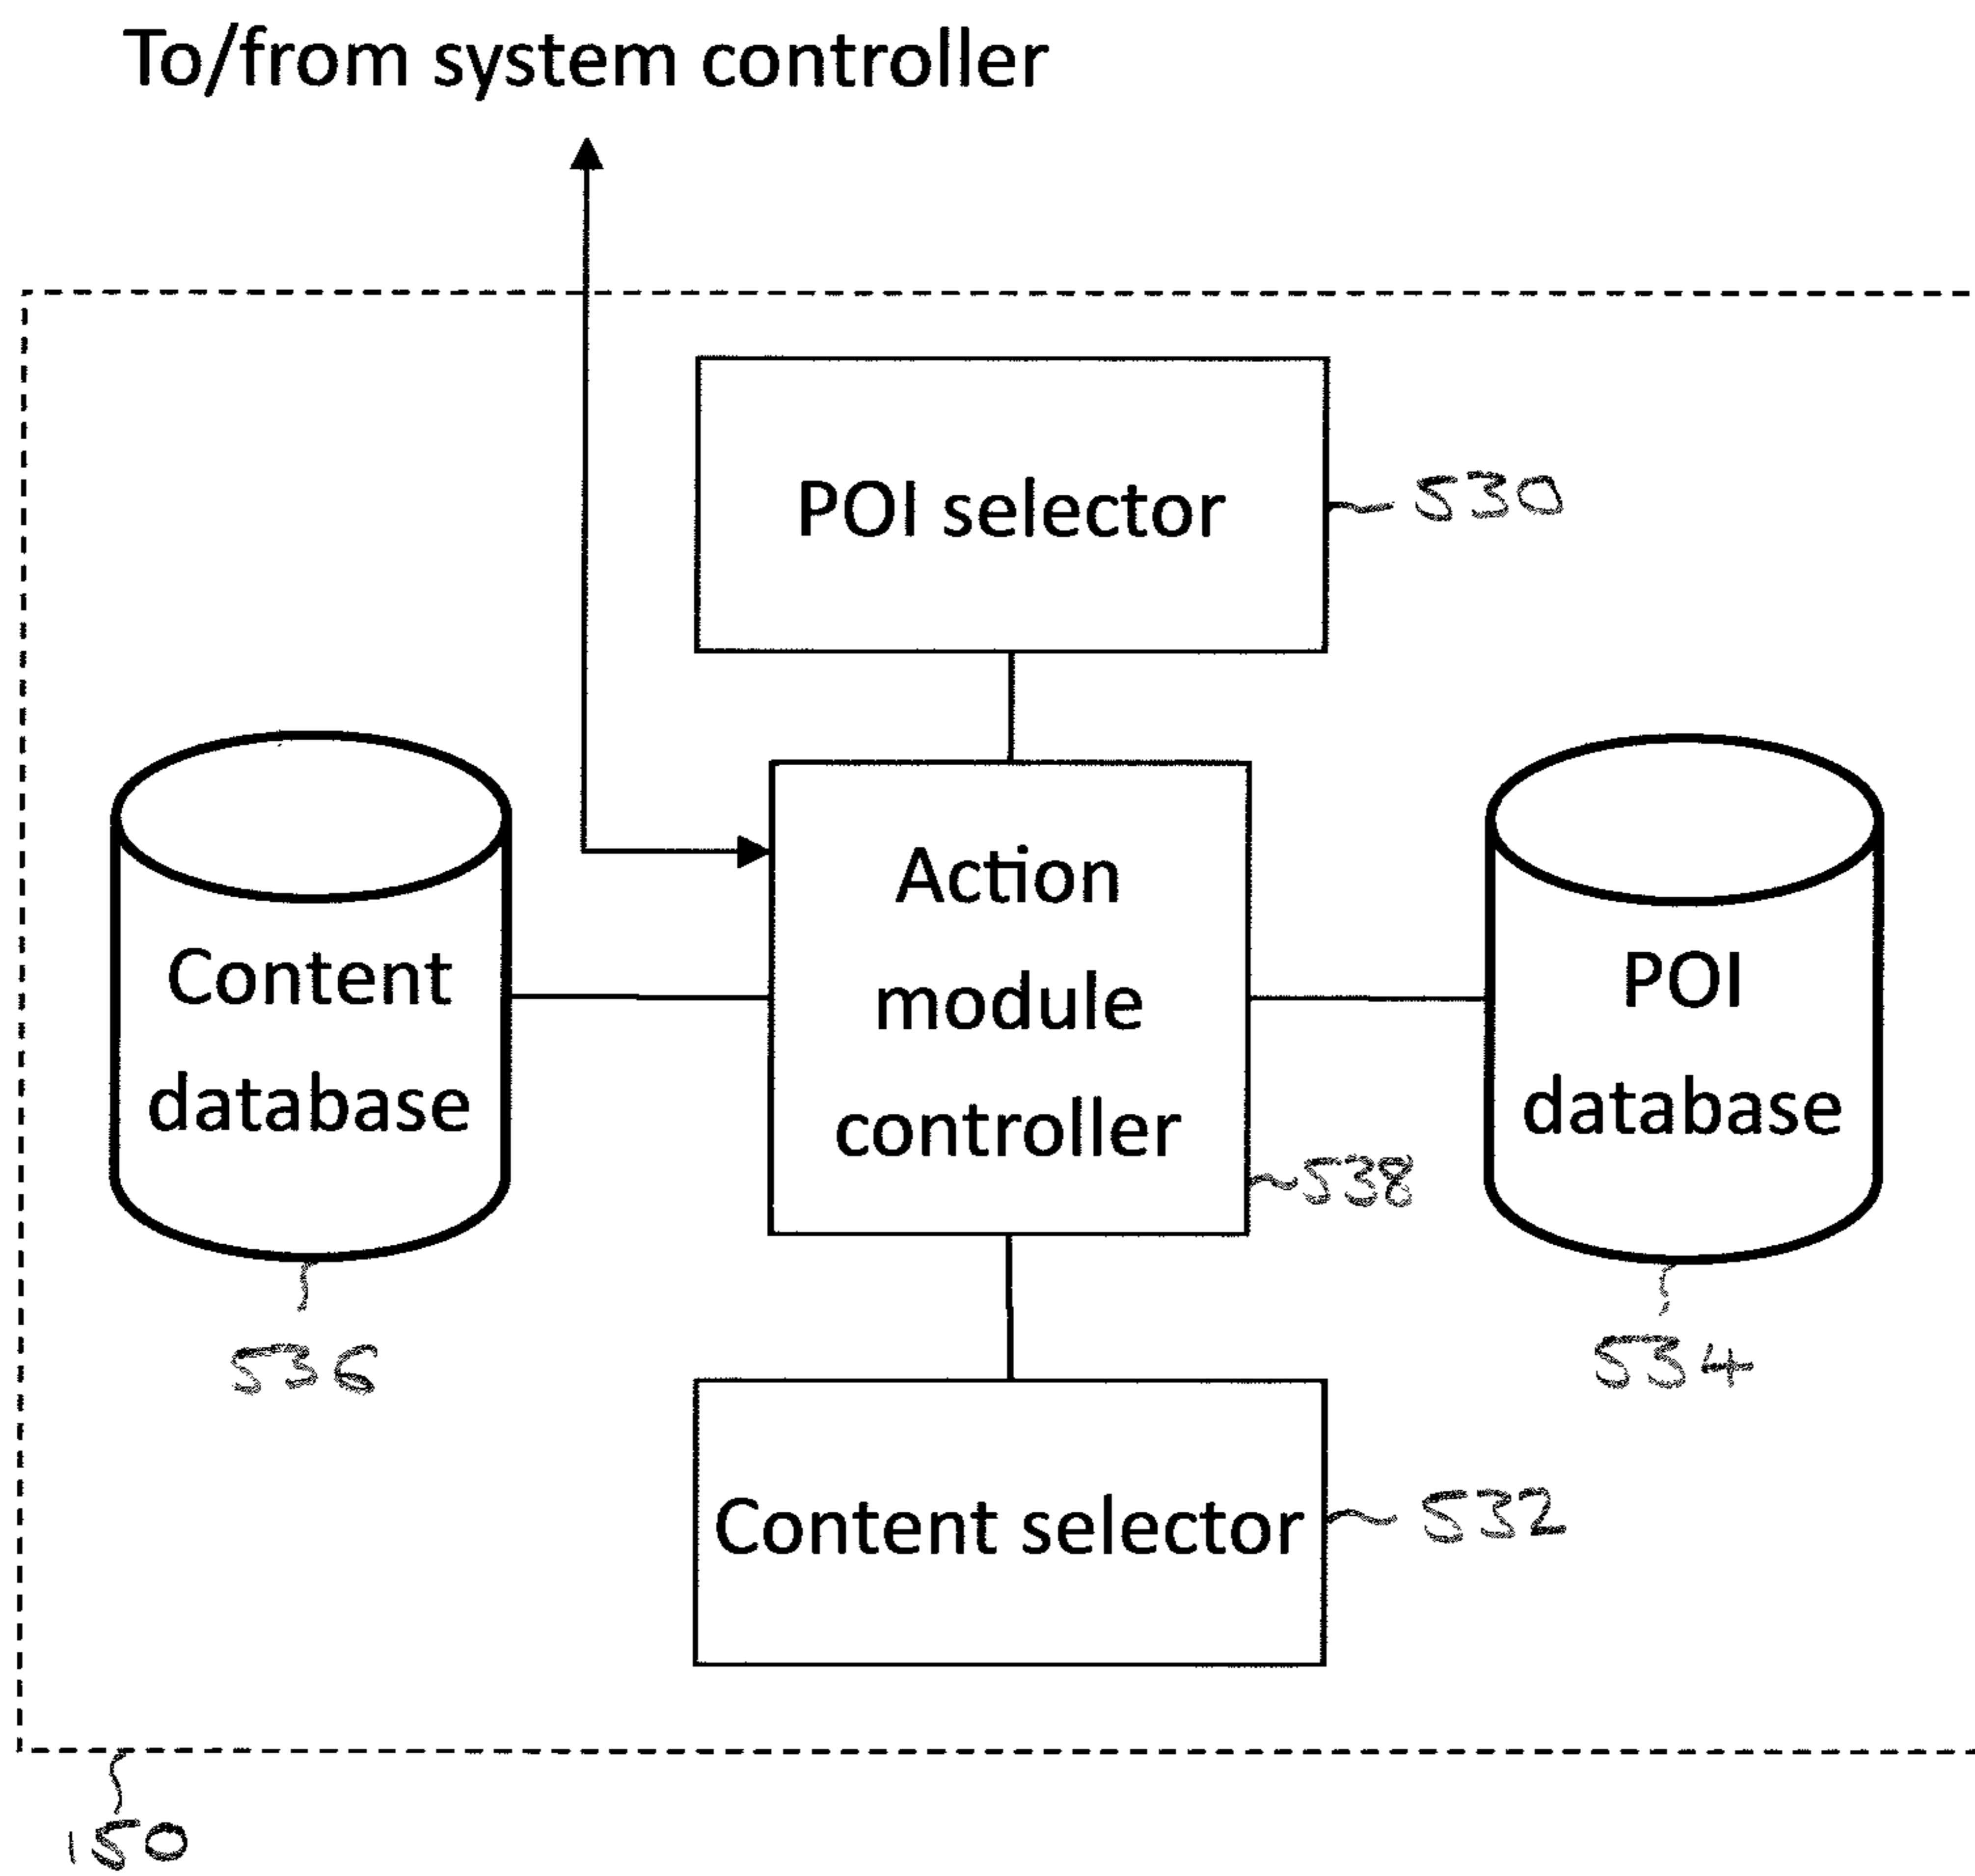 To/from system controller
POI selector
530
Action
module
controller
538
Content
database
536
POI
database
534
Content selector
532
150